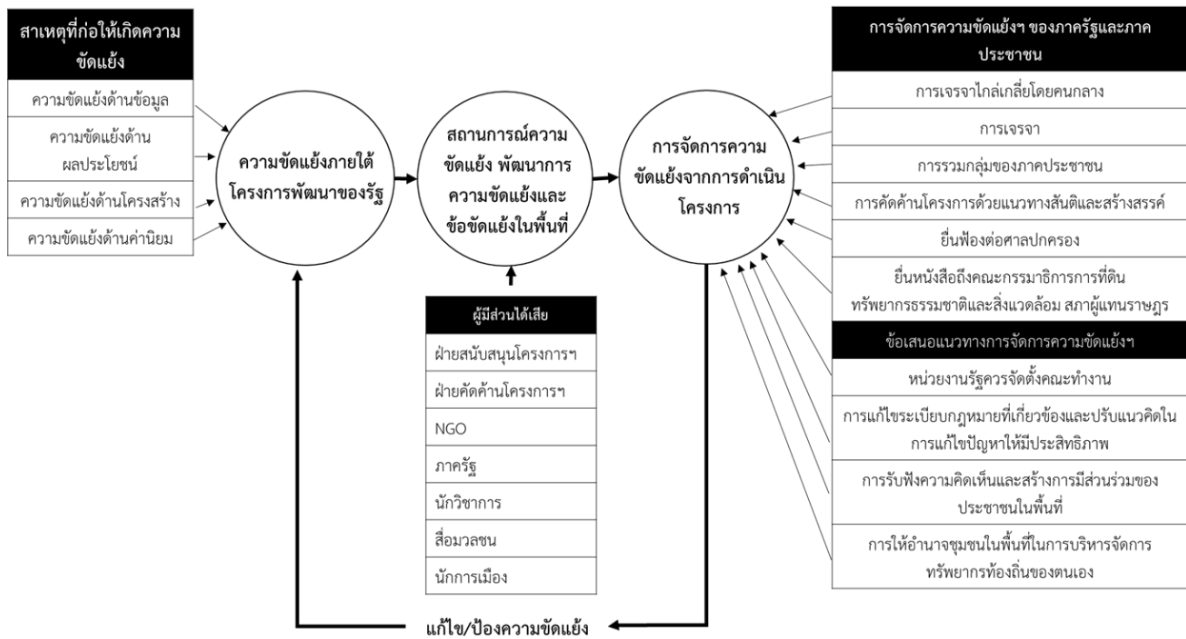 สาเหตุที่ก่อให้เกิดความ
ขัดแย้ง
ความขัดแย้งด้านข้อมูล
ความขัดแย้งด้าน
ผลประโยชน์
ความขัดแย้งด้านโครงสร้าง
ความขัดแย้งด้านค่านิยม
ความขัดแย้งภายใต้
โครงการพัฒนาของรัฐ
สถานการณ์ความ
ขัดแย้ง พัฒนาการ
ความขัดแย้งและ
ข้อขัดแย้งในพื้นที่
ผู้มีส่วนได้เสีย
ฝ่ายสนับสนุนโครงการฯ
ฝ่ายคัดค้านโครงการฯ
NGO
ภาครัฐ
นักวิชาการ
สื่อมวลชน
นักการเมือง
การจัดการความ
ขัดแย้งจากการดำเนิน
โครงการ
การจัดการความขัดแย้งฯ ของภาครัฐและภาค
ประชาชน
การเจรจาไกล่เกลี่ยโดยคนกลาง
การเจรจา
การรวมกลุ่มของภาคประชาชน
การคัดค้านโครงการด้วยแนวทางสันติและสร้างสรรค์
ยื่นฟ้องต่อศาลปกครอง
ยื่นหนังสือถึงคณะกรรมาธิการการที่ดิน
ทรัพยากรธรรมชาติและสิ่งแวดล้อม สภาผู้แทนราษฎร
ข้อเสนอแนวทางการจัดการความขัดแย้งฯ
หน่วยงานรัฐควรจัดตั้งคณะทำงาน
การแก้ไขระเบียบกฎหมายที่เกี่ยวข้องและปรับแนวคิดใน
การแก้ไขปัญหาให้มีประสิทธิภาพ
การรับฟังความคิดเห็นและสร้างการมีส่วนร่วมของ
ประชาชนในพื้นที่
การให้อำนาจชุมชนในพื้นที่ในการบริหารจัดการ
ทรัพยากรท้องถิ่นของตนเอง
แก้ไข/ป้องความขัดแย้ง